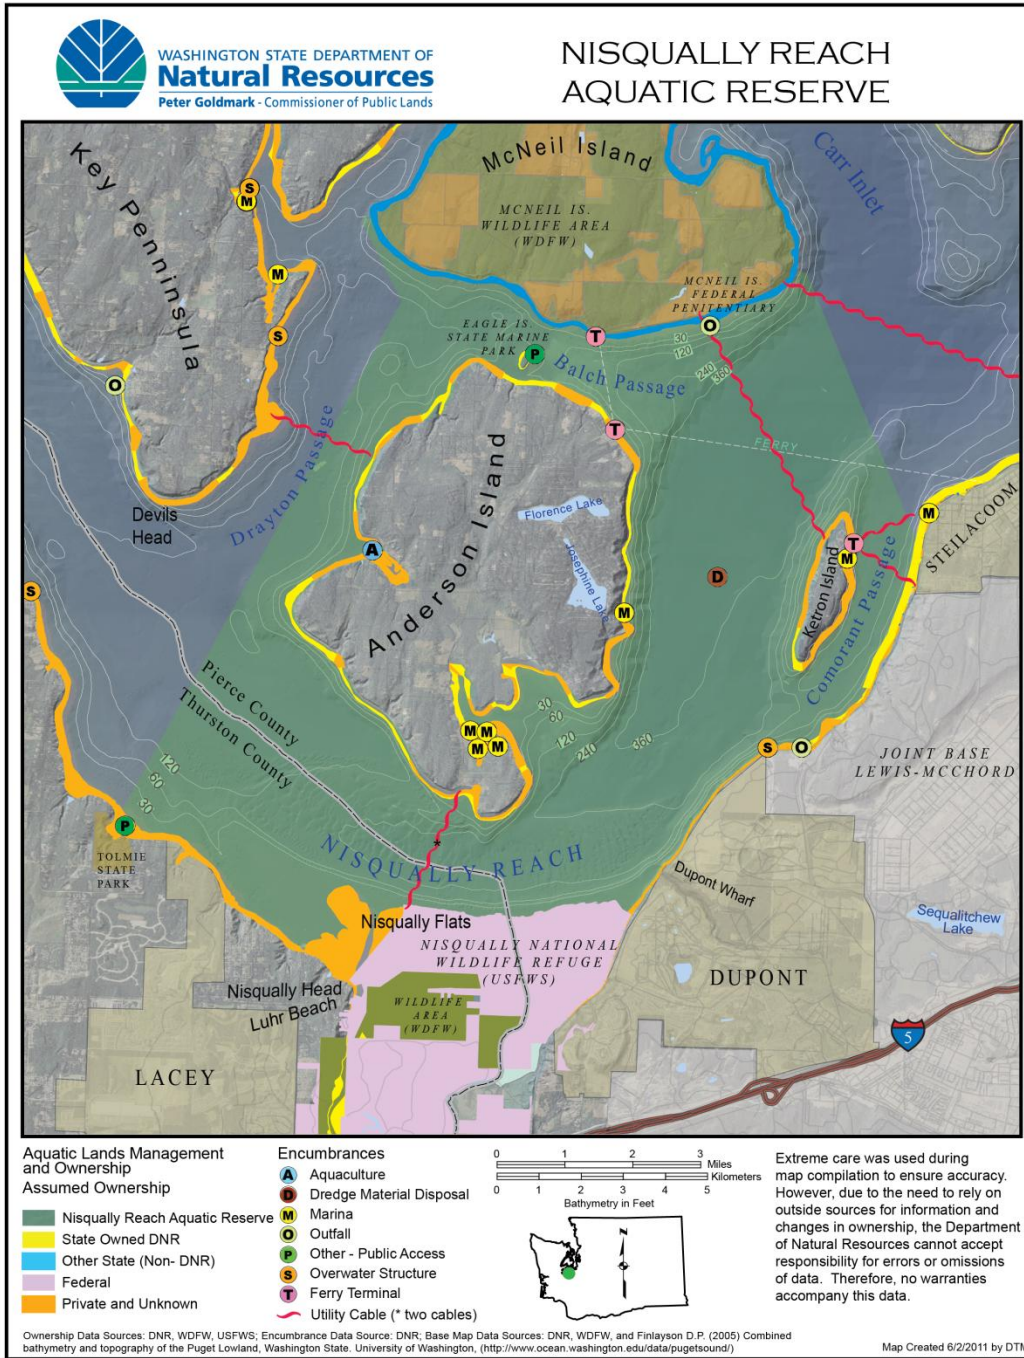 WASHINGTON STATE DEPARTMENT OF
Natural Resources
Peter Goldmark - Commissioner of Public Lands
NISQUALLY REACH
AQUATIC RESERVE
Key Penninsula
McNeil Island
Carr Inlet
MCNEIL IS.
WILDLIFE AREA
(WDFW)
MCNEIL IS.
FEDERAL
PENITENTIARY
EAGLE IS.
STATE MARINE
PARK
S
M
M
S
O
P
T
O
30
120
240
360
Balch Passage
T
FERRY
Drayton Passage
Devils
Head
Anderson Island
Florence Lake
Josephine Lake
A
D
M
M
T
M
STEILACOOM
Ketron Island
Comorant Passage
S
Pierce County
Thurston County
M
M
M
M
30
60
120
240
360
S
O
JOINT BASE
LEWIS-MCCHORD
120
60
30
P
TOLMIE
STATE
PARK
*
NISQUALLY REACH
Dupont Wharf
Nisqually Flats
Sequalitchew
Lake
NISQUALLY NATIONAL
WILDLIFE REFUGE
(USFWS)
DUPONT
Nisqually Head
Luhr Beach
WILDLIFE
AREA
(WDFW)
5
LACEY
Aquatic Lands Management
and Ownership
Assumed Ownership
Nisqually Reach Aquatic Reserve
State Owned DNR
Other State (Non- DNR)
Federal
Private and Unknown
Encumbrances
A Aquaculture
D Dredge Material Disposal
M Marina
O Outfall
P Other - Public Access
S Overwater Structure
T Ferry Terminal
Utility Cable (* two cables)
0 1 2 3
Miles
Kilometers
0 1 2 3 4 5
Bathymetry in Feet
N
Extreme care was used during
map compilation to ensure accuracy.
However, due to the need to rely on
outside sources for information and
changes in ownership, the Department
of Natural Resources cannot accept
responsibility for errors or omissions
of data. Therefore, no warranties
accompany this data.
Ownership Data Sources: DNR, WDFW, USFWS; Encumbrance Data Source: DNR; Base Map Data Sources: DNR, WDFW, and Finlayson D.P. (2005) Combined
bathymetry and topography of the Puget Lowland, Washington State. University of Washington, (http://www.ocean.washington.edu/data/pugetsound/)
Map Created 6/2/2011 by DTM